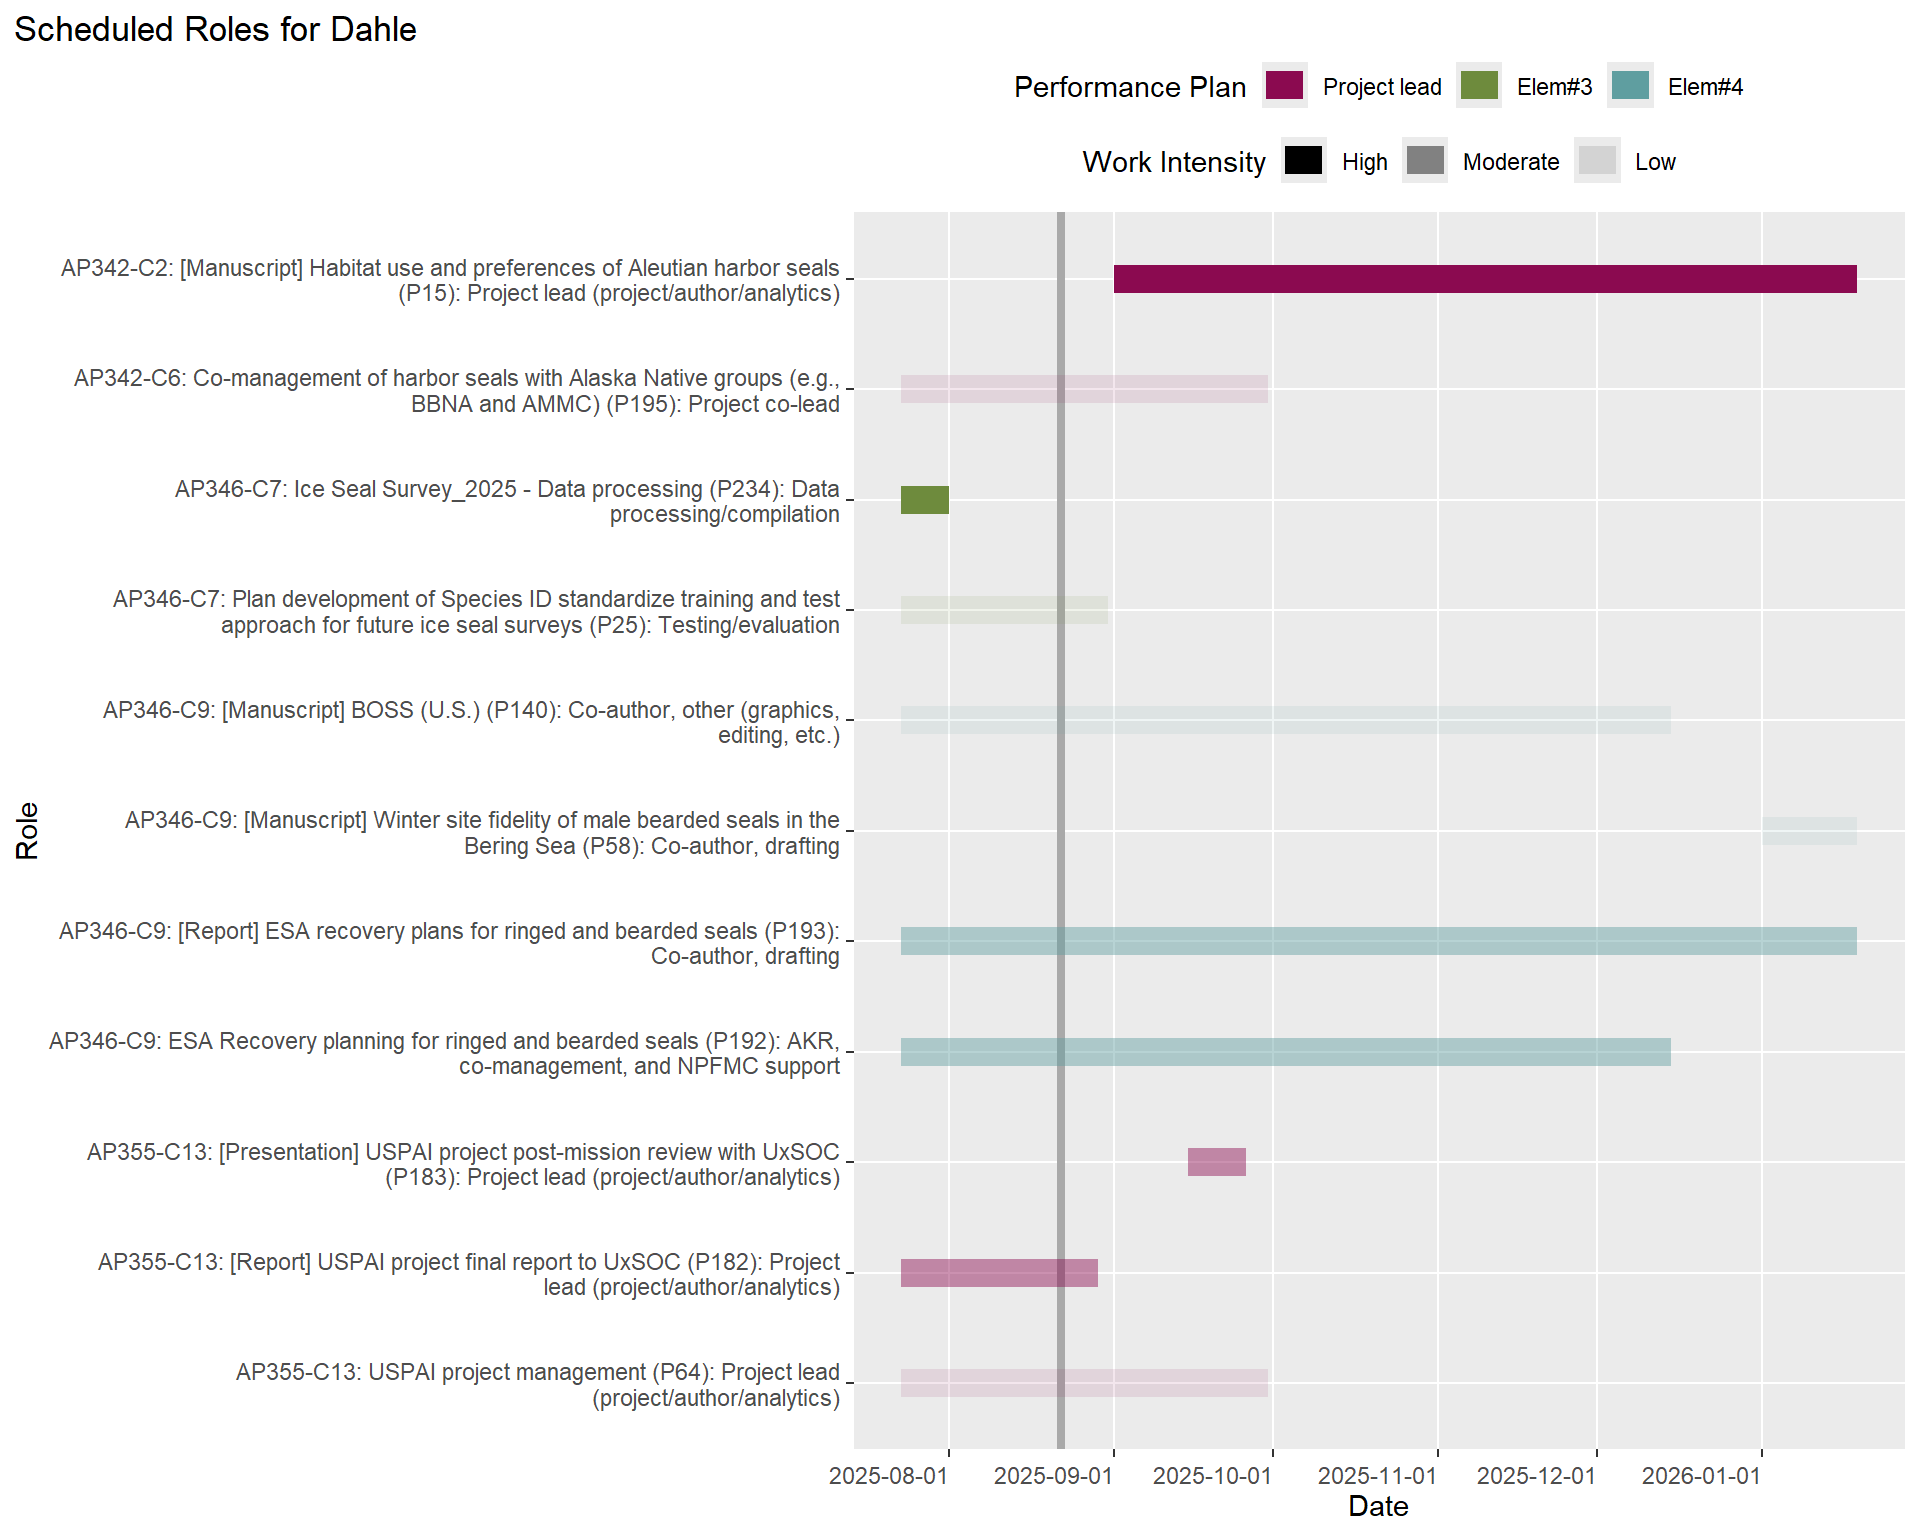 Scheduled Roles for Dahle
Performance Plan Project lead Elem#3 Elem#4
Work Intensity High Moderate Low
AP342-C2: [Manuscript] Habitat use and preferences of Aleutian harbor seals
(P15): Project lead (project/author/analytics)
AP342-C6: Co-management of harbor seals with Alaska Native groups (e.g.,
BBNA and AMMC) (P195): Project co-lead
AP346-C7: Ice Seal Survey_2025 - Data processing (P234): Data
processing/compilation
AP346-C7: Plan development of Species ID standardize training and test
approach for future ice seal surveys (P25): Testing/evaluation
AP346-C9: [Manuscript] BOSS (U.S.) (P140): Co-author, other (graphics,
editing, etc.)
AP346-C9: [Manuscript] Winter site fidelity of male bearded seals in the
Bering Sea (P58): Co-author, drafting
AP346-C9: [Report] ESA recovery plans for ringed and bearded seals (P193):
Co-author, drafting
AP346-C9: ESA Recovery planning for ringed and bearded seals (P192): AKR,
co-management, and NPFMC support
AP355-C13: [Presentation] USPAI project post-mission review with UxSOC
(P183): Project lead (project/author/analytics)
AP355-C13: [Report] USPAI project final report to UxSOC (P182): Project
lead (project/author/analytics)
AP355-C13: USPAI project management (P64): Project lead
(project/author/analytics)
Role
2025-08-01 2025-09-01 2025-10-01 2025-11-01 2025-12-01 2026-01-01
Date